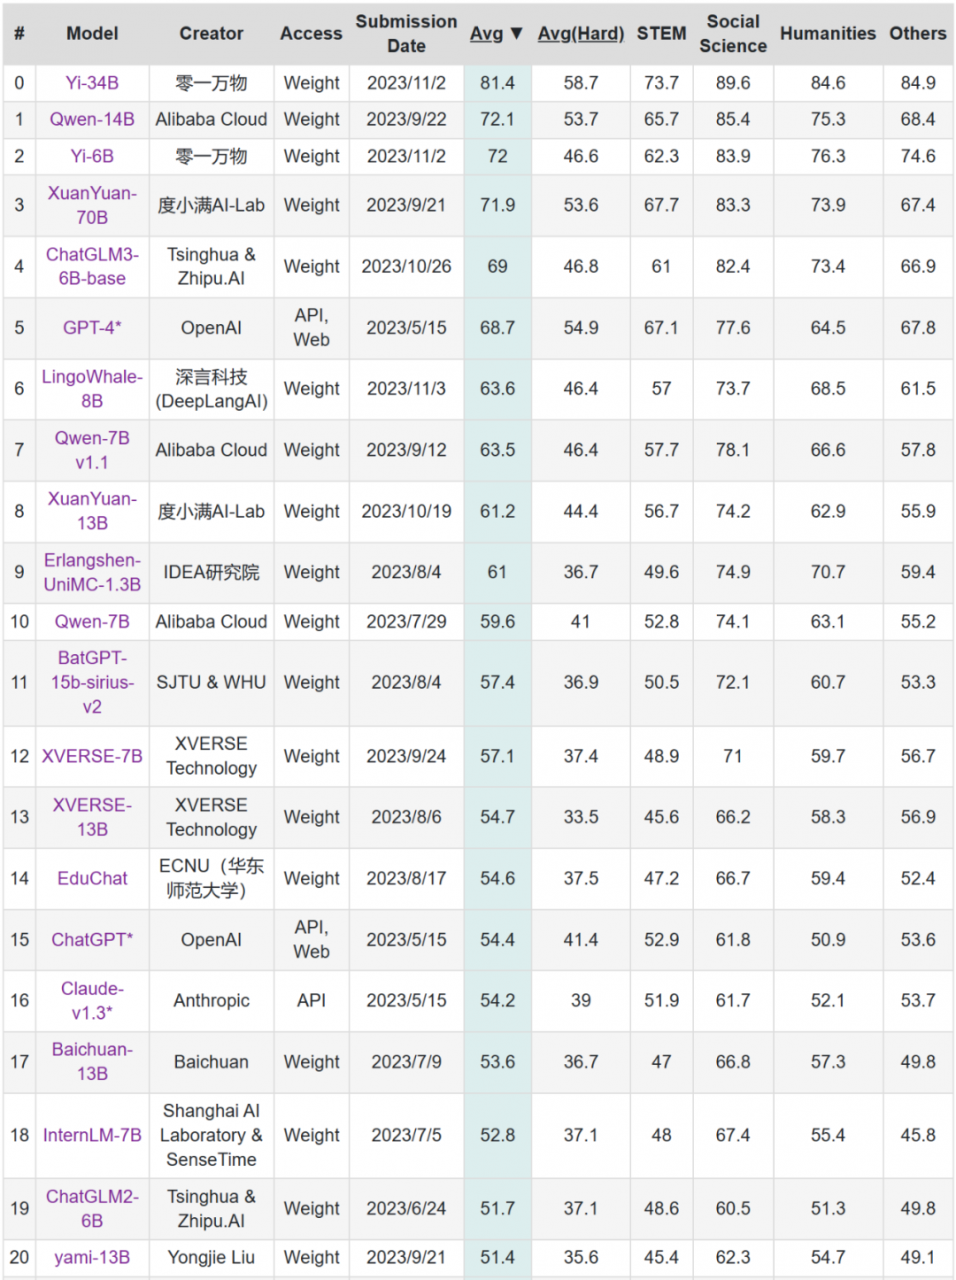 # Model Creator Access Submission Date Avg ▼ Avg(Hard) STEM Social Science Humanities Others
0 Yi-34B 零一万物 Weight 2023/11/2 81.4 58.7 73.7 89.6 84.6 84.9
1 Qwen-14B Alibaba Cloud Weight 2023/9/22 72.1 53.7 65.7 85.4 75.3 68.4
2 Yi-6B 零一万物 Weight 2023/11/2 72 46.6 62.3 83.9 76.3 74.6
3 XuanYuan-70B 度小满AI-Lab Weight 2023/9/21 71.9 53.6 67.7 83.3 73.9 67.4
4 ChatGLM3-6B-base Tsinghua & Zhipu.AI Weight 2023/10/26 69 46.8 61 82.4 73.4 66.9
5 GPT-4* OpenAI API, Web 2023/5/15 68.7 54.9 67.1 77.6 64.5 67.8
6 LingoWhale-8B 深言科技(DeepLangAI) Weight 2023/11/3 63.6 46.4 57 73.7 68.5 61.5
7 Qwen-7B v1.1 Alibaba Cloud Weight 2023/9/12 63.5 46.4 57.7 78.1 66.6 57.8
8 XuanYuan-13B 度小满AI-Lab Weight 2023/10/19 61.2 44.4 56.7 74.2 62.9 55.9
9 Erlangshen-UniMC-1.3B IDEA研究院 Weight 2023/8/4 61 36.7 49.6 74.9 70.7 59.4
10 Qwen-7B Alibaba Cloud Weight 2023/7/29 59.6 41 52.8 74.1 63.1 55.2
11 BatGPT-15b-sirius-v2 SJTU & WHU Weight 2023/8/4 57.4 36.9 50.5 72.1 60.7 53.3
12 XVERSE-7B XVERSE Technology Weight 2023/9/24 57.1 37.4 48.9 71 59.7 56.7
13 XVERSE-13B XVERSE Technology Weight 2023/8/6 54.7 33.5 45.6 66.2 58.3 56.9
14 EduChat ECNU（华东师范大学） Weight 2023/8/17 54.6 37.5 47.2 66.7 59.4 52.4
15 ChatGPT* OpenAI API, Web 2023/5/15 54.4 41.4 52.9 61.8 50.9 53.6
16 Claude-v1.3* Anthropic API 2023/5/15 54.2 39 51.9 61.7 52.1 53.7
17 Baichuan-13B Baichuan Weight 2023/7/9 53.6 36.7 47 66.8 57.3 49.8
18 InternLM-7B Shanghai AI Laboratory & SenseTime Weight 2023/7/5 52.8 37.1 48 67.4 55.4 45.8
19 ChatGLM2-6B Tsinghua & Zhipu.AI Weight 2023/6/24 51.7 37.1 48.6 60.5 51.3 49.8
20 yami-13B Yongjie Liu Weight 2023/9/21 51.4 35.6 45.4 62.3 54.7 49.1